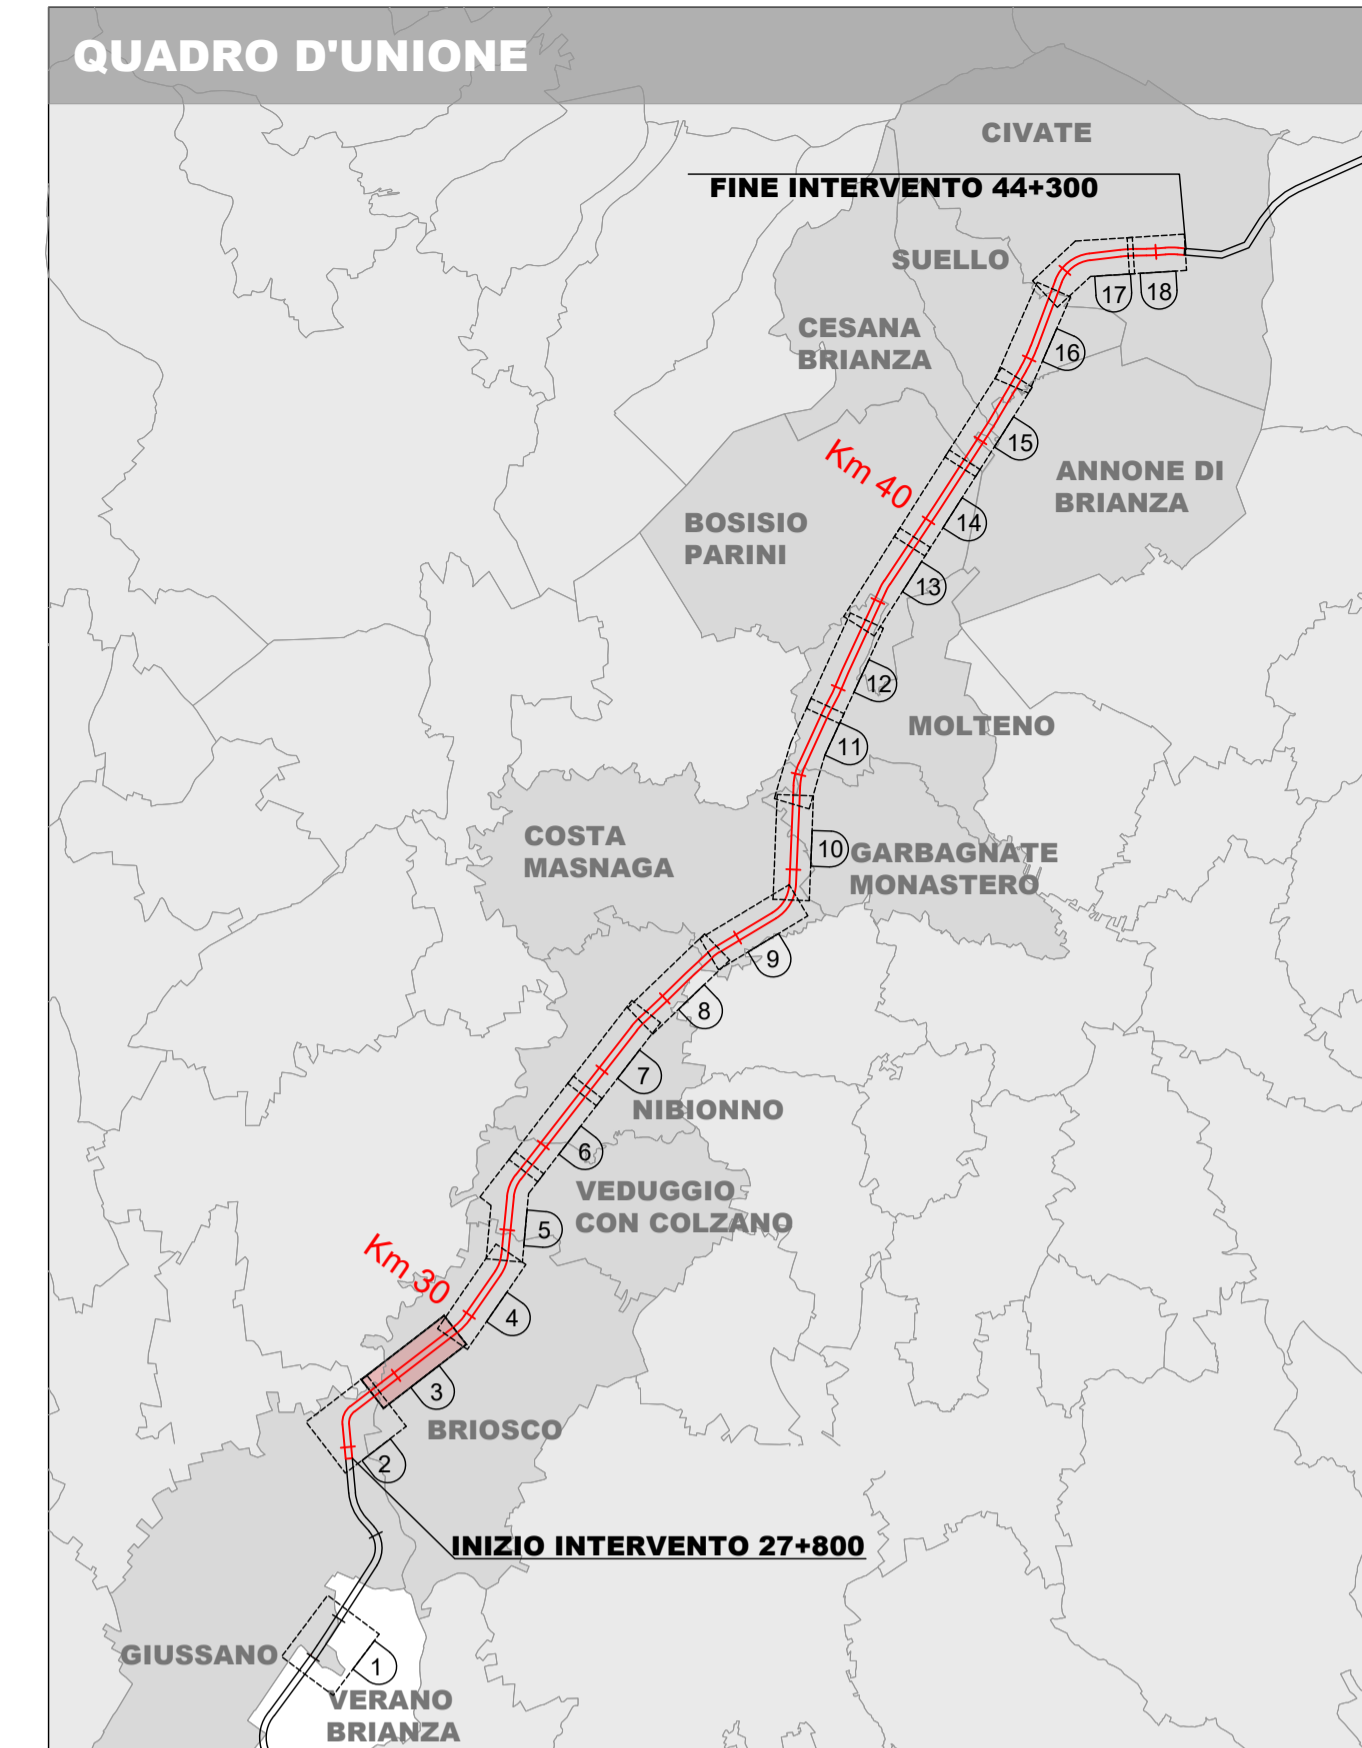 QUADRO D'UNIONE
CIVATE
FINE INTERVENTO 44+300
SUELLO
17
18
CESANA
BRIANZA
16
15
Km 40
ANNONE DI
BRIANZA
BOSISIO
PARINI
14
13
12
MOLTENO
11
COSTA
MASNAGA
10
GARBAGNATE
MONASTERO
9
8
7
NIBIONNO
6
VEDUGGIO
CON COLZANO
5
Km 30
4
3
BRIOSCO
2
INIZIO INTERVENTO 27+800
GIUSSANO
1
VERANO
BRIANZA